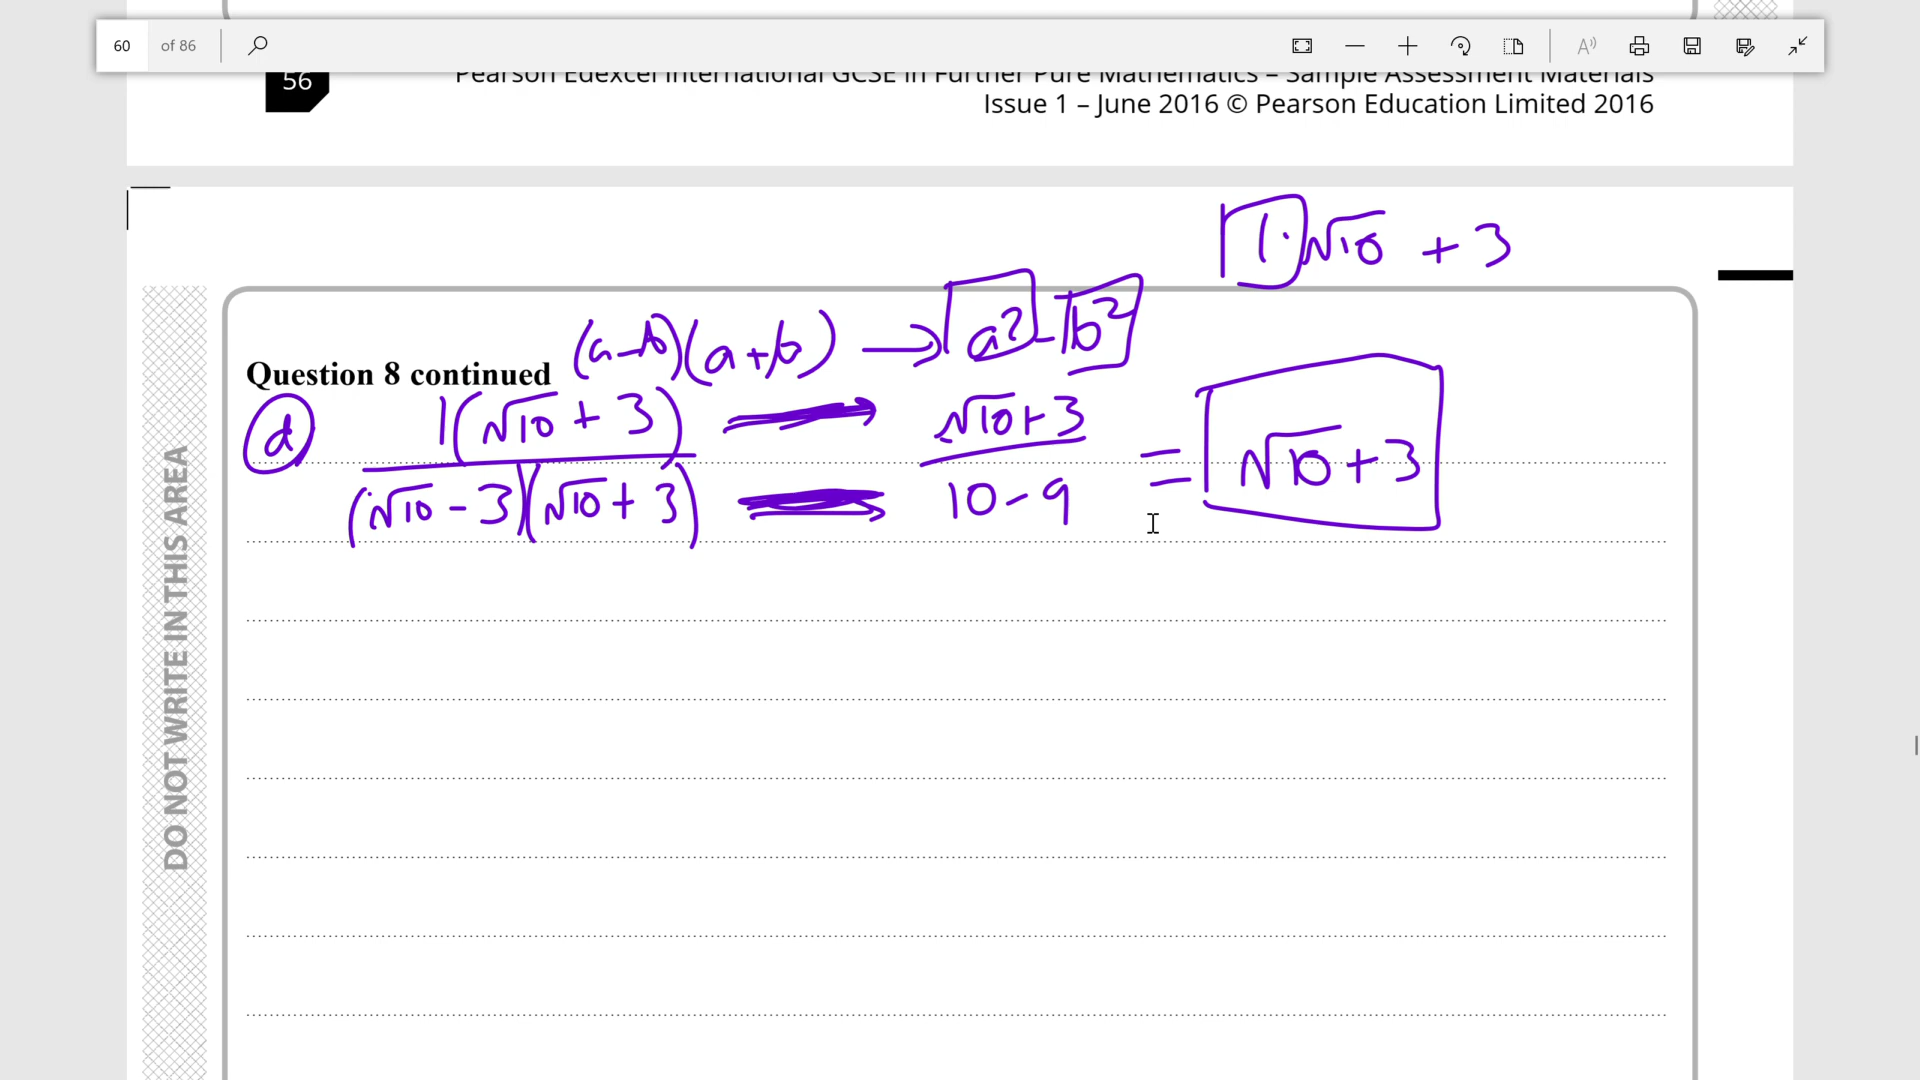 60 of 86
56 Pearson Edexcel International GCSE in Further Pure Mathematics – Sample Assessment Materials
Issue 1 – June 2016 © Pearson Education Limited 2016
1·√10 + 3
(a-b)(a+b) → a² - b²
Question 8 continued
d 1(√10 + 3) → √10 + 3 = √10 + 3
(√10 - 3)(√10 + 3) → 10 - 9
DO NOT WRITE IN THIS AREA